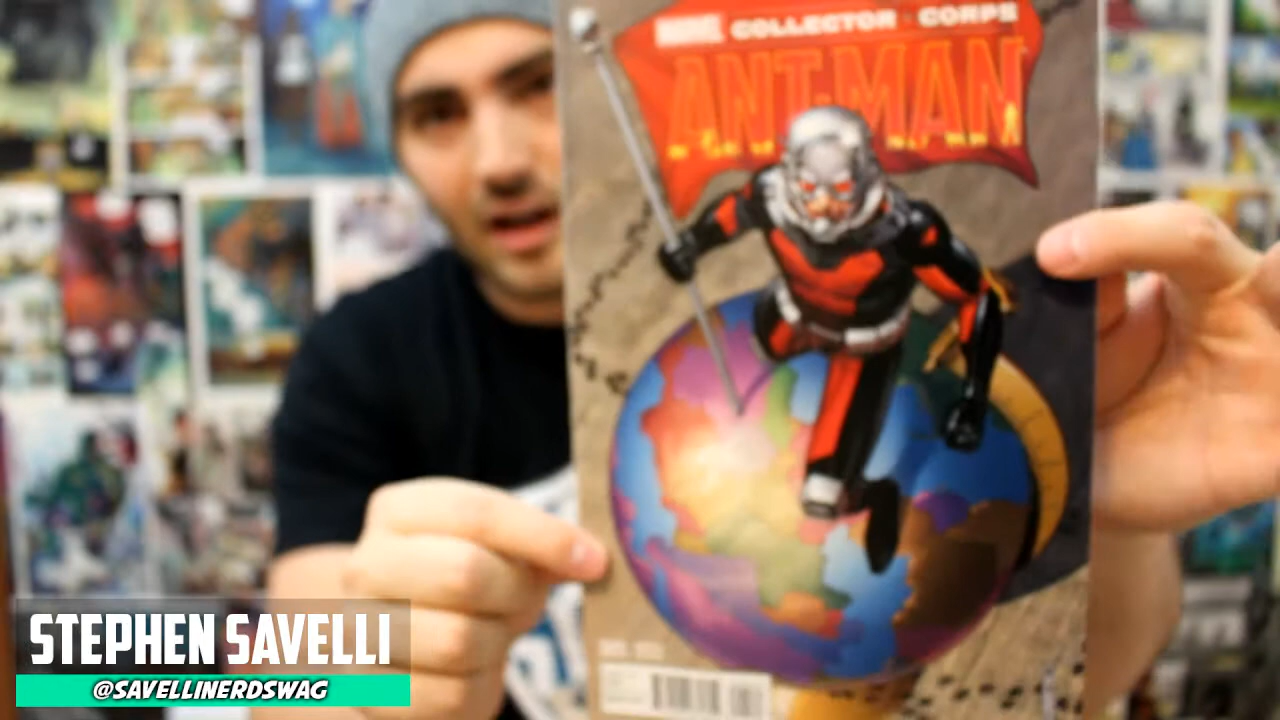 MARVEL COLLECTOR CORPS
ANT-MAN
STEPHEN SAVELLI
@SAVELLINERDSWAG